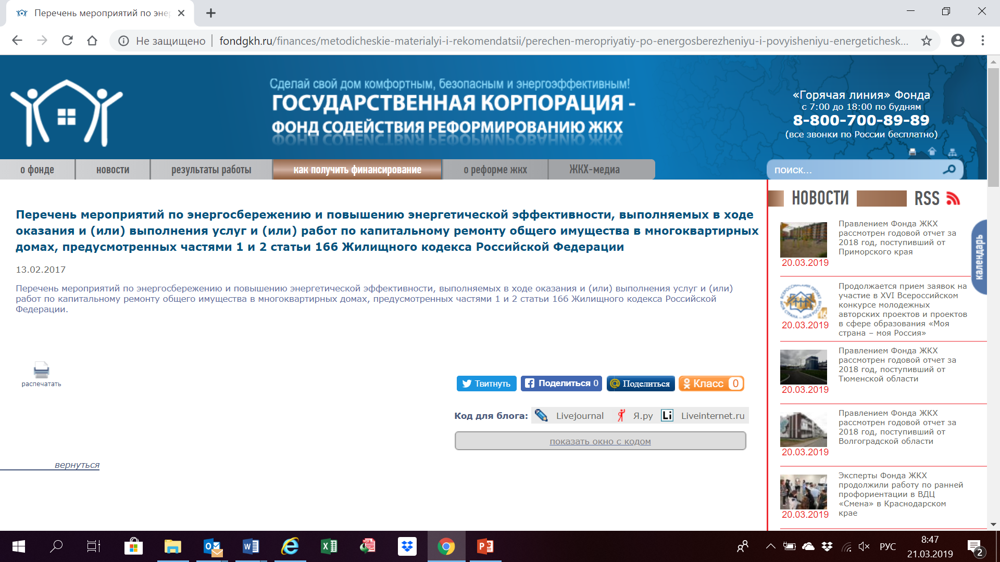 Перечень мероприятий по энер
Не защищено
fondgkh.ru/finances/metodicheskie-materialyi-i-rekomendatsii/perechen-meropriyatiy-po-energosberezheniyu-i-povyisheniyu-energetichesk...
Сделай свой дом комфортным, безопасным и энергоэффективным!
ГОСУДАРСТВЕННАЯ КОРПОРАЦИЯ -
ФОНД СОДЕЙСТВИЯ РЕФОРМИРОВАНИЮ ЖКХ
«Горячая линия» Фонда
с 7:00 до 18:00 по будням
8-800-700-89-89
(все звонки по России бесплатно)
о фонде
новости
результаты работы
как получить финансирование
о реформе жкх
ЖКХ-медиа
поиск...
Перечень мероприятий по энергосбережению и повышению энергетической эффективности, выполняемых в ходе
оказания и (или) выполнения услуг и (или) работ по капитальному ремонту общего имущества в многоквартирных
домах, предусмотренных частями 1 и 2 статьи 166 Жилищного кодекса Российской Федерации
13.02.2017
Перечень мероприятий по энергосбережению и повышению энергетической эффективности, выполняемых в ходе оказания и (или) выполнения услуг и (или)
работ по капитальному ремонту общего имущества в многоквартирных домах, предусмотренных частями 1 и 2 статьи 166 Жилищного кодекса Российской
Федерации.
распечатать
Твитнуть
Поделиться 0
Поделиться
Класс 0
Код для блога:
Livejournal
Я.ру
Liveinternet.ru
показать окно с кодом
вернуться
НОВОСТИ
RSS
календарь
Правлением Фонда ЖКХ
рассмотрен годовой отчет за
2018 год, поступивший от
Приморского края
20.03.2019
Продолжается прием заявок на
участие в XVI Всероссийском
конкурсе молодежных
авторских проектов и проектов
в сфере образования «Моя
страна – моя Россия»
20.03.2019
Правлением Фонда ЖКХ
рассмотрен годовой отчет за
2018 год, поступивший от
Тюменской области
20.03.2019
Правлением Фонда ЖКХ
рассмотрен годовой отчет за
2018 год, поступивший от
Волгоградской области
20.03.2019
Эксперты Фонда ЖКХ
продолжили работу по ранней
профориентации в ВДЦ
«Смена» в Краснодарском
крае
20.03.2019
РУС
8:47
21.03.2019
2